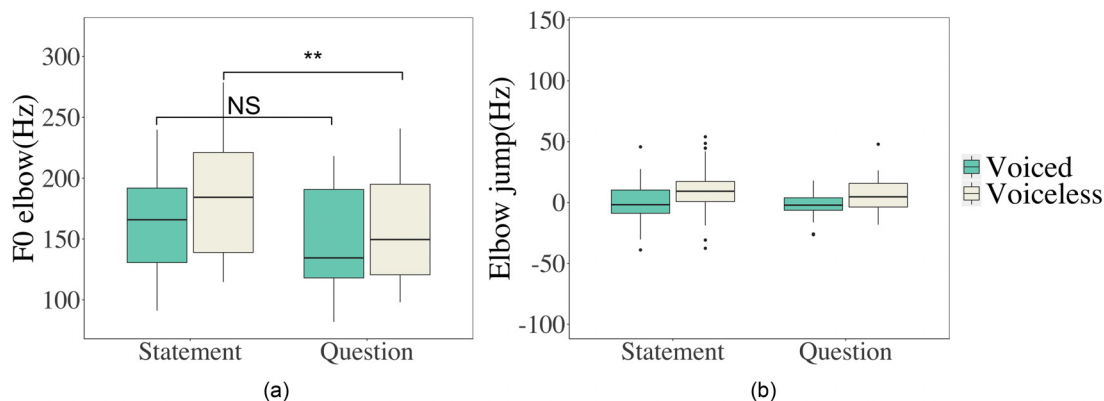 F0 elbow(Hz)
300
250
200
150
100
**
NS
Statement
Question
(a)
Elbow jump(Hz)
150
100
50
0
-50
-100
Statement
Question
(b)
Voiced
Voiceless